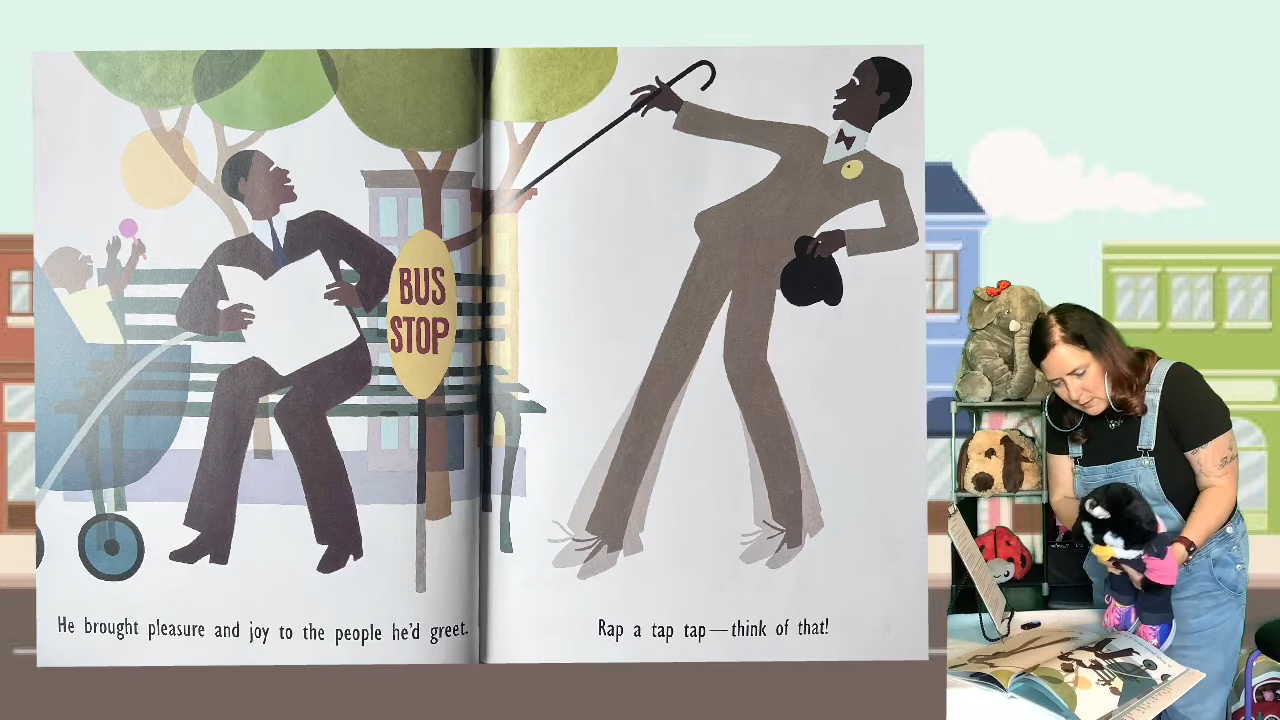 BUS
STOP
He brought pleasure and joy to the people he'd greet.
Rap a tap tap—think of that!